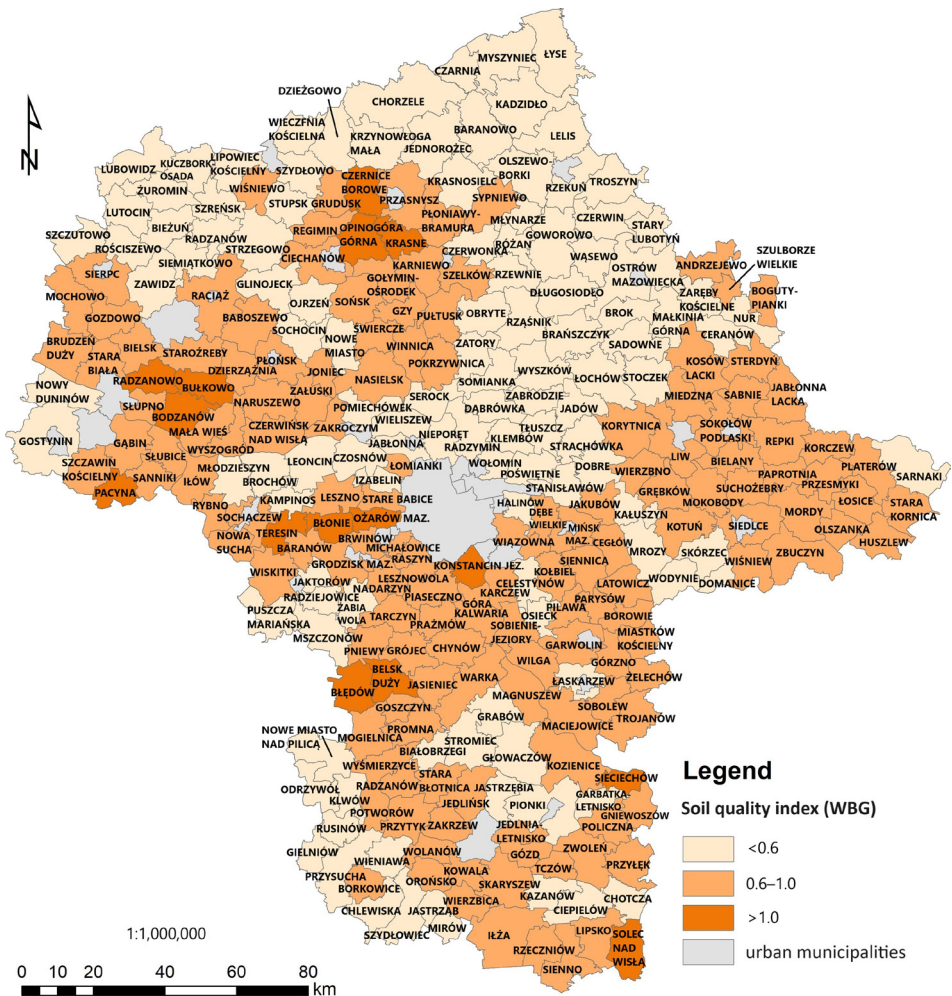 ŁYSE
MYSZYNIEC
CZARNIA
DZIEŻGOWO
CHORZELE
KADZIDŁO
WIECZFNIA
KOŚCIELNA
KRZYNOWŁOGA
MAŁA
BARANOWO
LELIS
JEDNOROŻEC
N
LUBOWIDZ
KUCZBORK-
OSADA
LIPOWIEC
KOŚCIELNY
SZYDŁOWO
CZERNICE
BOROWE
OLSZEWO-
BORKI
KRASNOSIELC
TROSZYN
RZEKUŃ
ŻUROMIN
WIŚNIEWO
STUPSK
GRUDUSK
PRZASNYSZ
SYPNIEWO
LUTOCIN
SZREŃSK
PŁONIAWY-
BRAMURA
MŁYNARZE
CZERWIN
STARY
LUBOTYŃ
SZCZUTOWO
BIEŻUŃ
RADZANÓW
REGIMIN
OPINOGÓRA
GÓRNA
KRASNE
GOWOROWO
RÓŻAN
ROŚCISZEWO
STRZEGOWO
CIECHANÓW
CZERWONKA
SZULBORZE
WIELKIE
SIEMIĄTKOWO
WĄSEWO
SIERPC
ZAWIDZ
GLINOJECK
KARNIEWO
GOŁYMIN-
OŚRODEK
SZELKÓW
RZEWNIE
OSTRÓW
MAZOWIECKA
ANDRZEJEWO
MOCHOWO
RACIĄŻ
OJRZEŃ
SOŃSK
DŁUGOSIODŁO
ZARĘBY
KOŚCIELNE
BOGUTY-
PIANKI
GOZDOWO
BABOSZEWO
SOCHOCIN
GZY
PUŁTUSK
OBRYTE
RZĄŚNIK
BROK
MAŁKINIA
GÓRNA
NUR
BRUDZEŃ
DUŻY
STARA
BIAŁA
BIELSK
STAROŹREBY
NOWE
MIASTO
ŚWIERCZE
WINNICA
ZATORY
BRAŃSZCZYK
SADOWNE
CERANÓW
DZIERZĄŻNIA
PŁOŃSK
JONIEC
POKRZYWNICA
WYSZKÓW
KOSÓW
LACKI
STERDYŃ
NOWY
DUNINÓW
RADZANOWO
BULKOWO
ZAŁUSKI
NASIELSK
SOMIANKA
ŁOCHÓW
STOCZEK
MIEDZNA
SABNIE
JABŁONNA
LACKA
SŁUPNO
NARUSZEWO
SEROCK
ZABRODZIE
BODZANÓW
POMIECHÓWEK
DĄBRÓWKA
JADÓW
GOSTYNIN
MAŁA WIEŚ
CZERWIŃSK
NAD WISŁĄ
ZAKROCZYM
WIELISZEW
TŁUSZCZ
KORYTNICA
SOKOŁÓW
PODLASKI
GĄBIN
WYSZOGRÓD
JABŁONNA
NIEPORĘT
RADZYMIN
KLEMBÓW
STRACHÓWKA
REPKI
KORCZEW
SŁUBICE
LIW
SZCZAWIN
KOŚCIELNY
MŁODZIESZYN
LEONCIN
CZOSNÓW
ŁOMIANKI
WOŁOMIN
POŚWIĘTNE
DOBRE
WIERZBNO
BIELANY
PLATERÓW
SARNAKI
SANNIKI
IŁÓW
BROCHÓW
IZABELIN
PAPROTNIA
PRZESMYKI
PACYNA
RYBNO
KAMPINOS
LESZNO
STARE BABICE
STANISŁAWÓW
GRĘBKÓW
SUCHOŻEBRY
MOKOBODY
ŁOSICE
STARA
KORNICA
SOCHACZEW
BŁONIE
OŻARÓW
MAZ.
HALINÓW
DĘBE
WIELKIE
JAKUBÓW
KAŁUSZYN
MORDY
NOWA
SUCHA
TERESIN
BRWINÓW
MIŃSK
MAZ.
KOTUŃ
SIEDLCE
OLSZANKA
BARANÓW
MICHAŁOWICE
WIĄZOWNA
CEGŁÓW
HUSZLEW
RASZYN
MROZY
SKÓRZEC
ZBUCZYN
WISKITKI
GRODZISK MAZ.
KONSTANCIN JEZ.
SIENNICA
WIŚNIEW
JAKTORÓW
LESZNOWOLA
KOŁBIEL
RADZIEJOWICE
NADARZYN
PIASECZNO
CELESTYNÓW
KARCZEW
LATOWICZ
WODYNIE
DOMANICE
PUSZCZA
MARIAŃSKA
ŻABIA
WOLA
GÓRA
KALWARIA
PARYSÓW
PILAWA
TARCZYN
PRAŻMÓW
OSIECK
BOROWIE
MSZCZONÓW
SOBIENIE-
JEZIORY
MIASTKÓW
KOŚCIELNY
PNIEWY
GRÓJEC
CHYNÓW
GARWOLIN
WILGA
GÓRZNO
BELSK
DUŻY
BŁĘDÓW
JASIENIEC
WARKA
ŁASKARZEW
ŻELECHÓW
MAGNUSZEW
SOBOLEW
GOSZCZYN
GRABÓW
TROJANÓW
MACIEJOWICE
NOWE MIASTO
NAD PILICĄ
MOGIELNICA
PROMNA
STROMIEC
BIAŁOBRZEGI
GŁOWACZÓW
KOZIENICE
WYŚMIERZYCE
STARA
BŁOTNICA
SIECIECHÓW
ODRZYWÓŁ
RADZANÓW
JASTRZĘBIA
GARBATKA-
LETNISKO
KLWÓW
JEDLIŃSK
PIONKI
GNIEWOSZÓW
POTWORÓW
RUSINÓW
PRZYTYK
ZAKRZEW
JEDLNIA-
LETNISKO
POLICZNA
GIELNIÓW
WOLANÓW
GÓZD
ZWOLEŃ
WIENIAWA
PRZYŁĘK
PRZYSUCHA
KOWALA
TCZÓW
BORKOWICE
OROŃSKO
SKARYSZEW
WIERZBICA
KAZANÓW
CHOTCZA
CHLEWISKA
JASTRZĄB
CIEPIELÓW
MIRÓW
SZYDŁOWIEC
IŁŻA
LIPSKO
SOLEC
NAD
WISŁĄ
RZECZNIÓW
SIENNO
Legend
Soil quality index (WBG)
<0.6
0.6–1.0
>1.0
urban municipalities
1:1,000,000
0 10 20 40 60 80
km